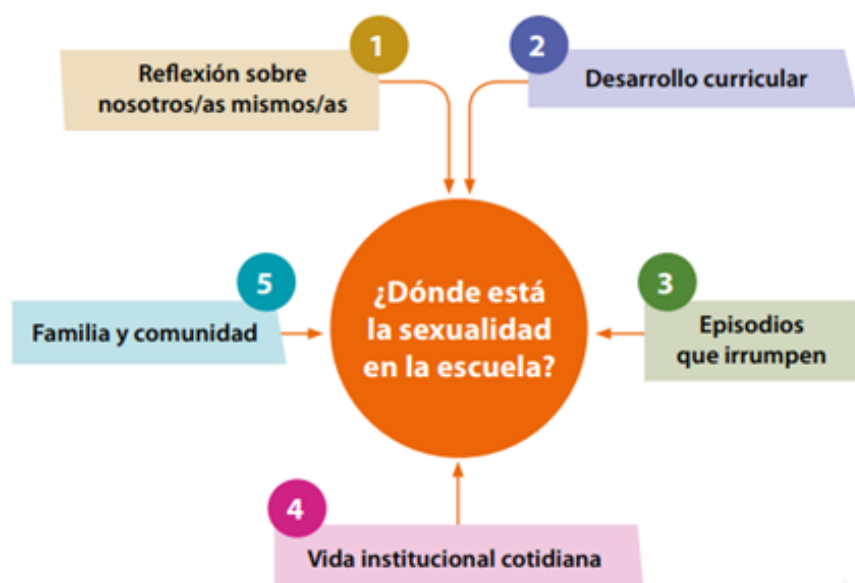 1
Reflexión sobre
nosotros/as mismos/as
2
Desarrollo curricular
¿Dónde está
la sexualidad
en la escuela?
3
Episodios
que irrumpen
4
Vida institucional cotidiana
5
Familia y comunidad